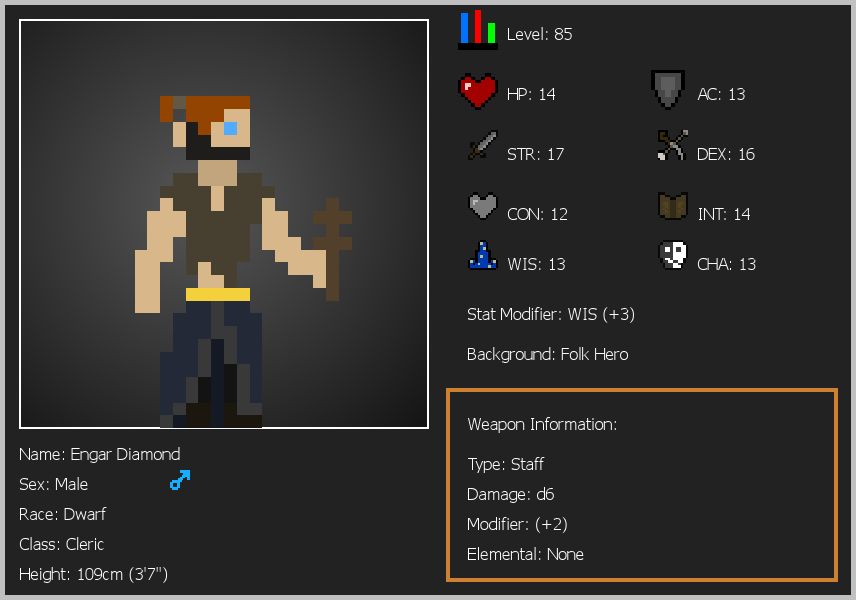 Level: 85
HP: 14
AC: 13
STR: 17
DEX: 16
CON: 12
INT: 14
WIS: 13
CHA: 13
Stat Modifier: WIS (+3)
Background: Folk Hero
Weapon Information:
Type: Staff
Damage: d6
Modifier: (+2)
Elemental: None
Name: Engar Diamond
Sex: Male
Race: Dwarf
Class: Cleric
Height: 109cm (3'7")